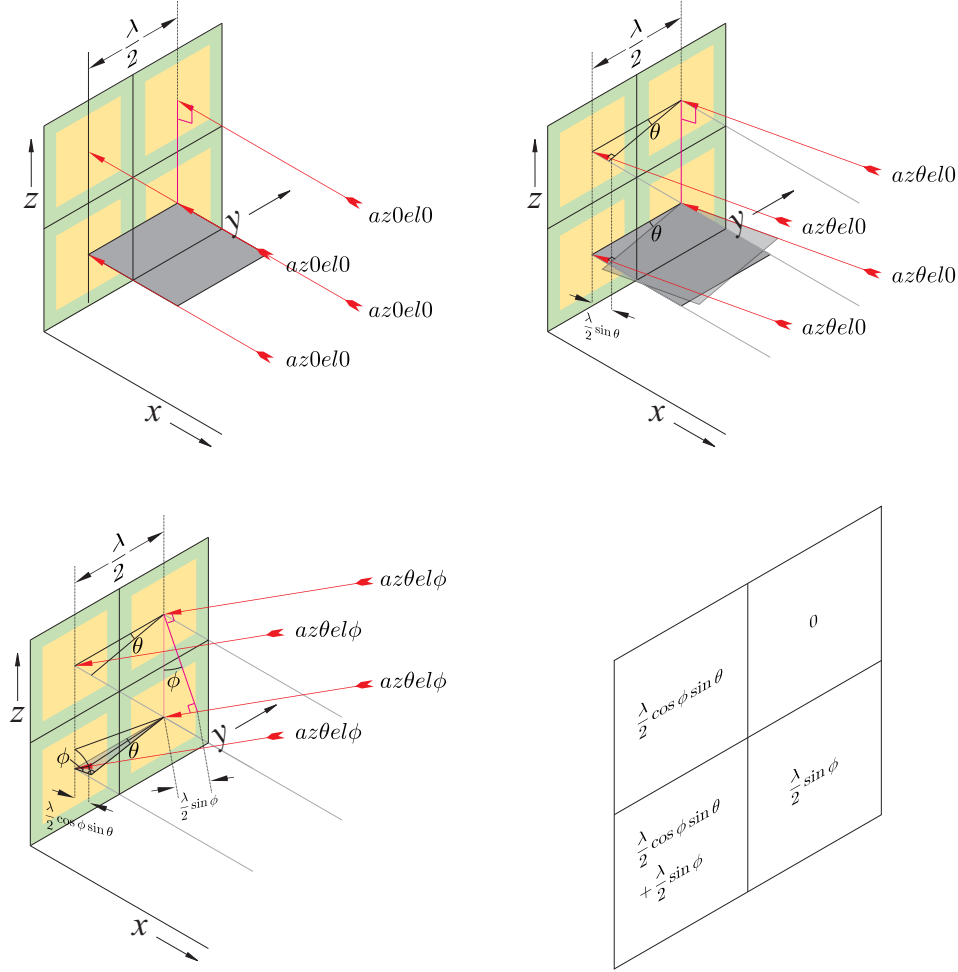 λ
2
z
y
x
az0el0
az0el0
az0el0
az0el0
λ
2
θ
azθel0
z
y
azθel0
θ
azθel0
azθel0
λ/2 sin θ
x
λ
2
azθelϕ
azθelϕ
θ
ϕ
azθelϕ
z
y
azθelϕ
ϕ
θ
λ/2 sin ϕ
λ/2 cos ϕ sin θ
x
0
λ/2 cos ϕ sin θ
λ/2 sin ϕ
λ/2 cos ϕ sin θ
+ λ/2 sin ϕ